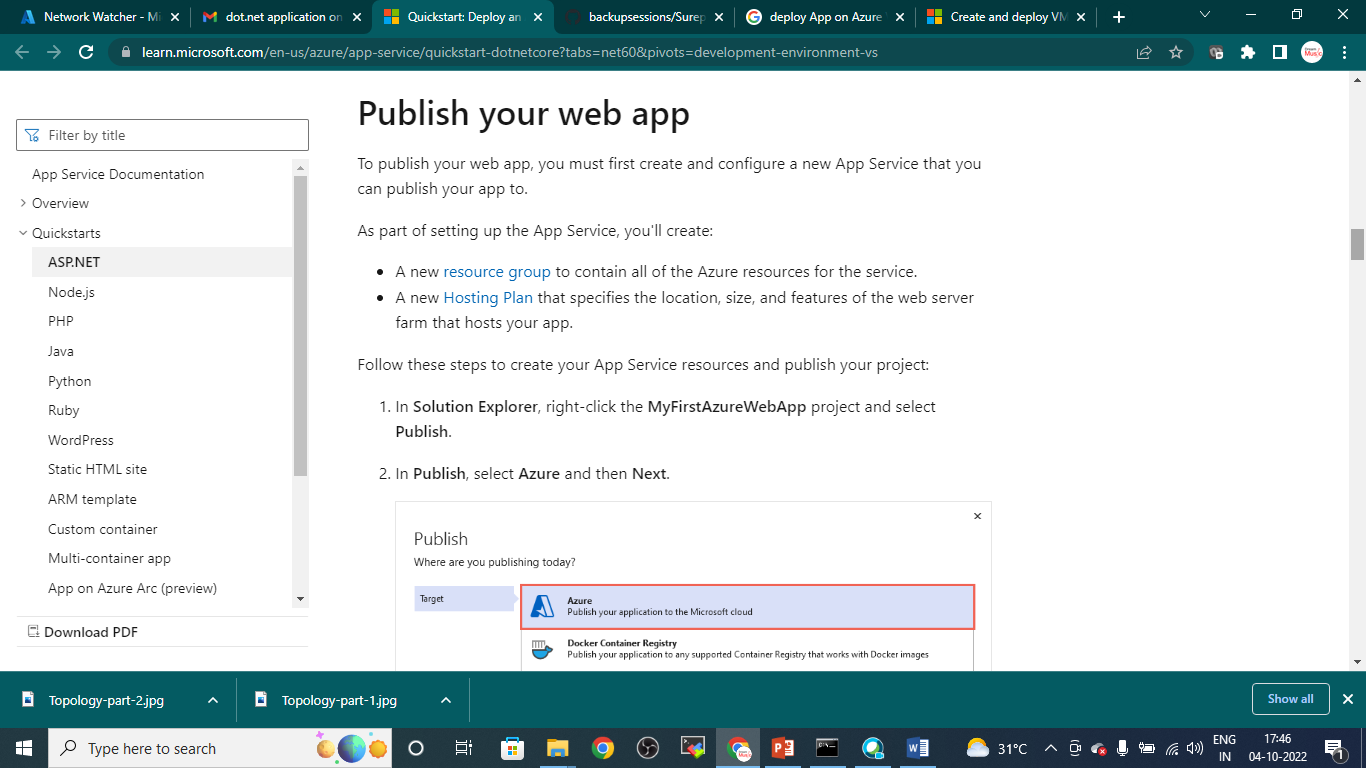 Network Watcher - Mi
dot.net application on
Quickstart: Deploy an
backupsessions/Surep
deploy App on Azure
Create and deploy VM
learn.microsoft.com/en-us/azure/app-service/quickstart-dotnetcore?tabs=net60&pivots=development-environment-vs
Filter by title
App Service Documentation
Overview
Quickstarts
ASP.NET
Node.js
PHP
Java
Python
Ruby
WordPress
Static HTML site
ARM template
Custom container
Multi-container app
App on Azure Arc (preview)
Download PDF
Publish your web app
To publish your web app, you must first create and configure a new App Service that you
can publish your app to.
As part of setting up the App Service, you'll create:
• A new resource group to contain all of the Azure resources for the service.
• A new Hosting Plan that specifies the location, size, and features of the web server
farm that hosts your app.
Follow these steps to create your App Service resources and publish your project:
1. In Solution Explorer, right-click the MyFirstAzureWebApp project and select
Publish.
2. In Publish, select Azure and then Next.
Publish
Where are you publishing today?
Target
Azure
Publish your application to the Microsoft cloud
Docker Container Registry
Publish your application to any supported Container Registry that works with Docker images
Topology-part-2.jpg
Topology-part-1.jpg
Show all
Type here to search
31°C
ENG
IN
17:46
04-10-2022
1